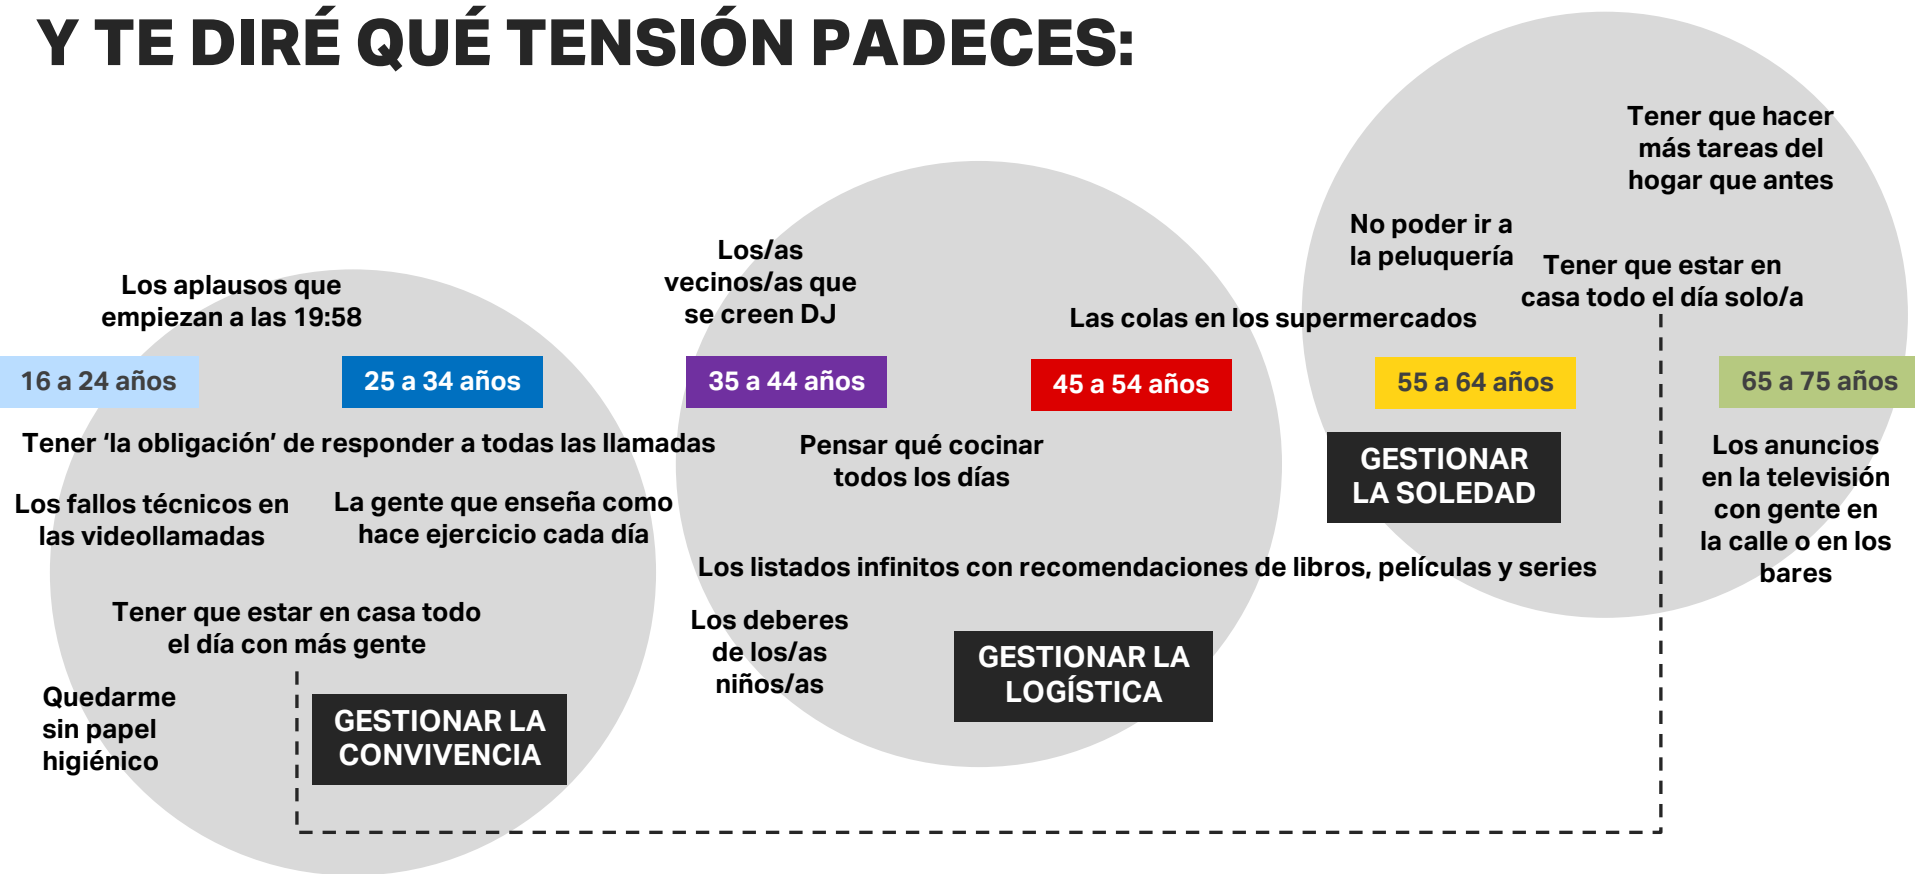 Y TE DIRÉ QUÉ TENSIÓN PADECES:
Tener que hacer
más tareas del
hogar que antes
No poder ir a
la peluquería
Tener que estar en
casa todo el día solo/a
Los/as
vecinos/as que
se creen DJ
Los aplausos que
empiezan a las 19:58
Las colas en los supermercados
16 a 24 años
25 a 34 años
35 a 44 años
45 a 54 años
55 a 64 años
65 a 75 años
Tener ‘la obligación’ de responder a todas las llamadas
Pensar qué cocinar
todos los días
GESTIONAR
LA SOLEDAD
Los anuncios
en la televisión
con gente en
la calle o en los
bares
Los fallos técnicos en
las videollamadas
La gente que enseña como
hace ejercicio cada día
Los listados infinitos con recomendaciones de libros, películas y series
Tener que estar en casa todo
el día con más gente
Los deberes
de los/as
niños/as
GESTIONAR LA
LOGÍSTICA
Quedarme
sin papel
higiénico
GESTIONAR LA
CONVIVENCIA